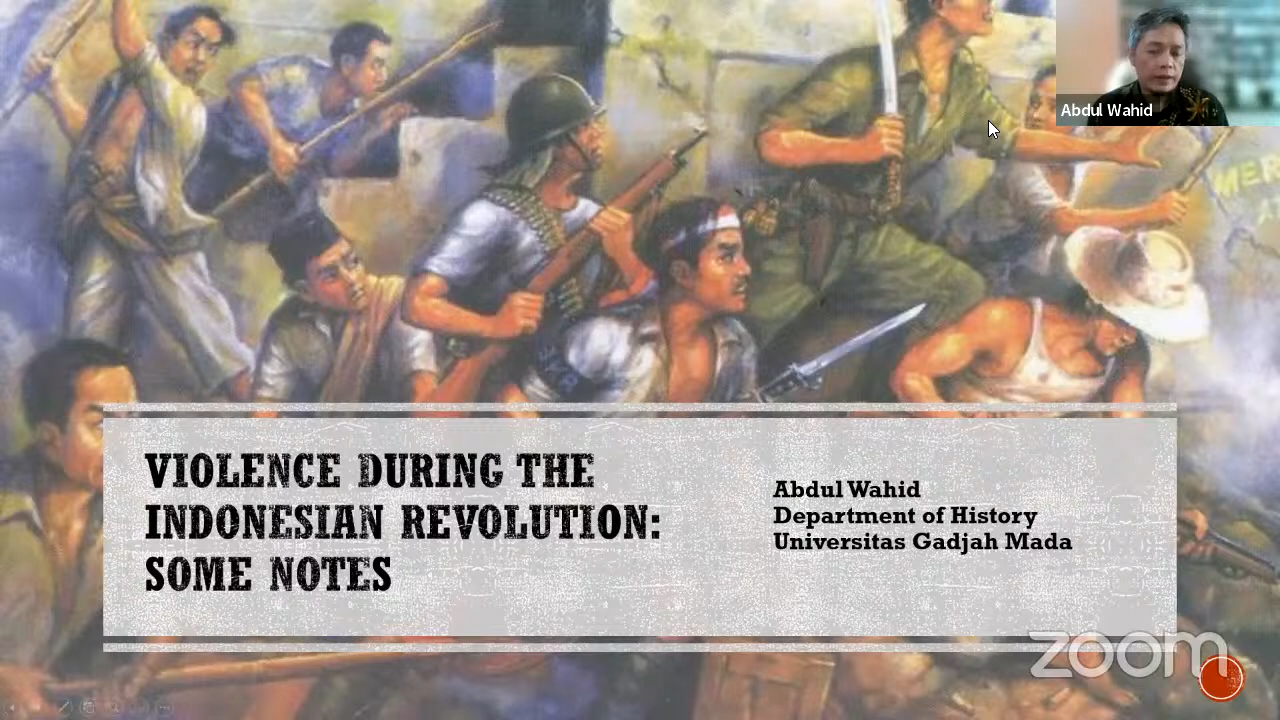 Abdul Wahid
VIOLENCE DURING THE
INDONESIAN REVOLUTION:
SOME NOTES
Abdul Wahid
Department of History
Universitas Gadjah Mada
zoom